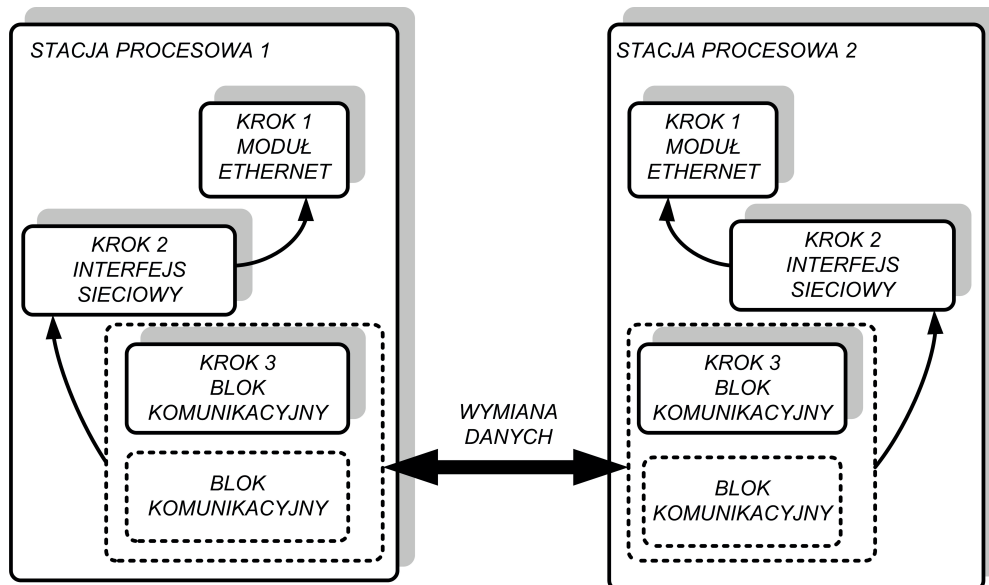 STACJA PROCESOWA 1
KROK 1
MODUŁ
ETHERNET
KROK 2
INTERFEJS
SIECIOWY
KROK 3
BLOK
KOMUNIKACYJNY
BLOK
KOMUNIKACYJNY
WYMIANA
DANYCH
STACJA PROCESOWA 2
KROK 1
MODUŁ
ETHERNET
KROK 2
INTERFEJS
SIECIOWY
KROK 3
BLOK
KOMUNIKACYJNY
BLOK
KOMUNIKACYJNY